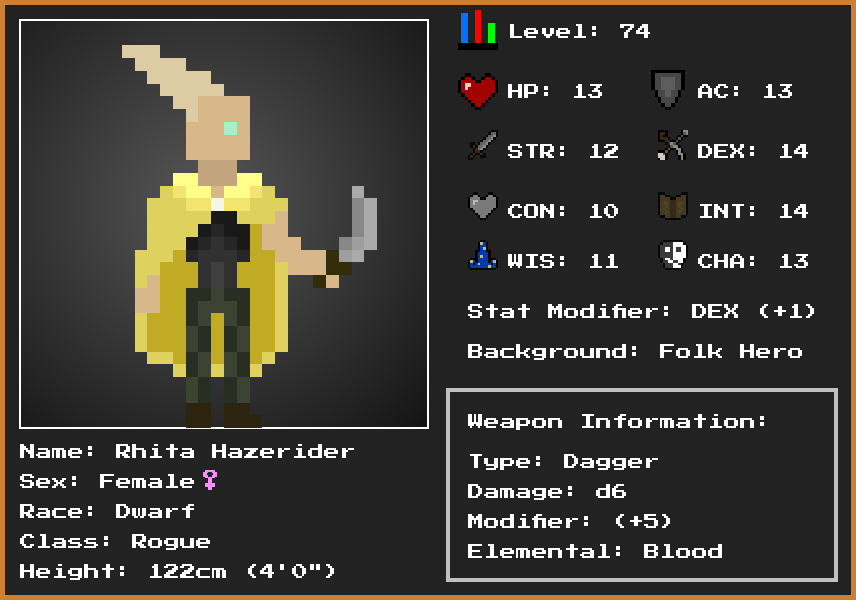 Level: 74
HP: 13 AC: 13
STR: 12 DEX: 14
CON: 10 INT: 14
WIS: 11 CHA: 13
Stat Modifier: DEX (+1)
Background: Folk Hero
Weapon Information:
Type: Dagger
Damage: d6
Modifier: (+5)
Elemental: Blood
Name: Rhita Hazerider
Sex: Female♀
Race: Dwarf
Class: Rogue
Height: 122cm (4'0")